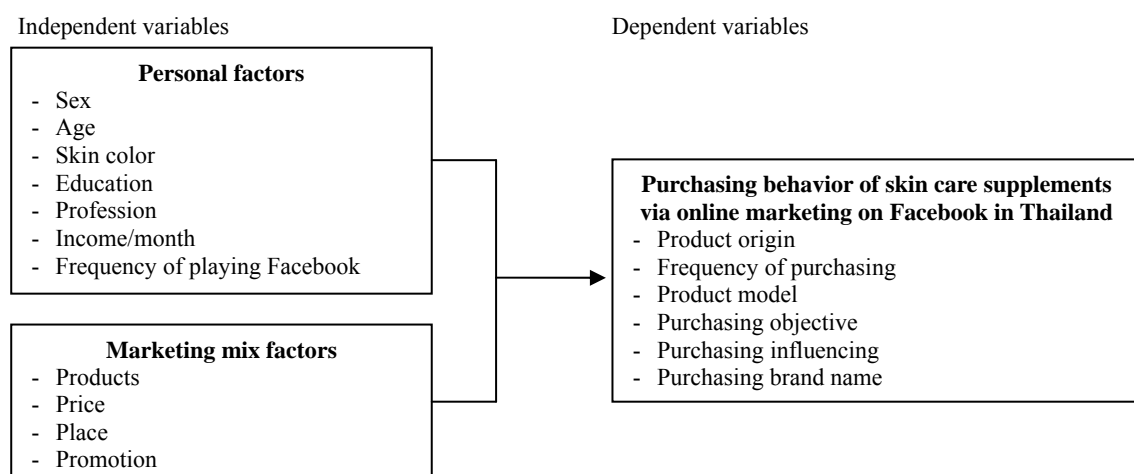 Independent variables
Dependent variables
Personal factors
- Sex
- Age
- Skin color
- Education
- Profession
- Income/month
- Frequency of playing Facebook
Marketing mix factors
- Products
- Price
- Place
- Promotion
Purchasing behavior of skin care supplements
via online marketing on Facebook in Thailand
- Product origin
- Frequency of purchasing
- Product model
- Purchasing objective
- Purchasing influencing
- Purchasing brand name